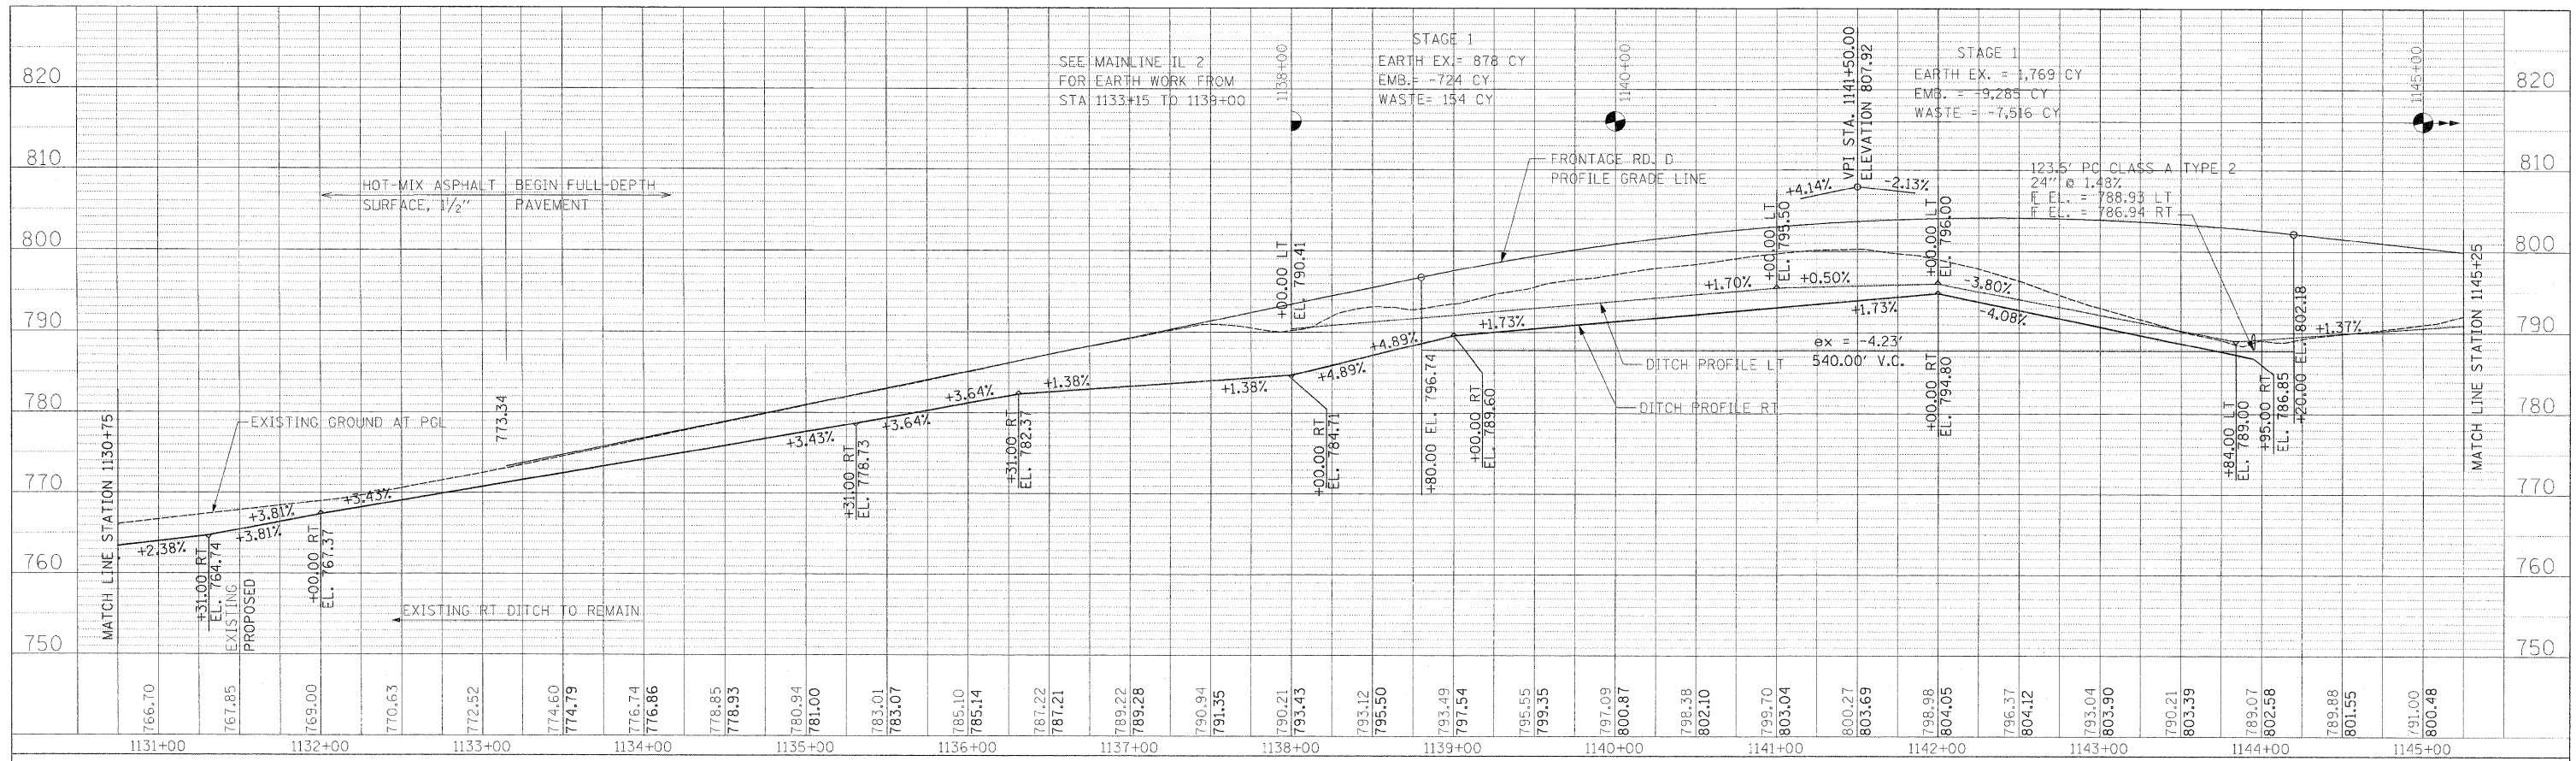 SEE MAINLINE IL 2
FOR EARTH WORK FROM
STA 1133+15 TO 1139+00
1138+00
STAGE 1
EARTH EX.= 878 CY
EMB.= -724 CY
WASTE= 154 CY
1140+00
VPI STA. 1141+50.00
ELEVATION 807.92
STAGE 1
EARTH EX. = 1,769 CY
EMB. = -9,285 CY
WASTE = -7,516 CY
1145+00
820
820
810
810
800
800
790
790
780
780
770
770
760
760
750
750
HOT-MIX ASPHALT
SURFACE, 1 1/2"
BEGIN FULL-DEPTH
PAVEMENT
FRONTAGE RD. D
PROFILE GRADE LINE
+4.14%
-2.13%
123.5' PC CLASS A TYPE 2
24" @ 1.48%
F EL. = 788.93 LT
F EL. = 786.94 RT
MATCH LINE STATION 1130+75
EXISTING GROUND AT PGL
773.34
+2.38%
+31.00 RT
EL. 764.74
EXISTING
PROPOSED
+3.81%
+3.81%
+00.00 RT
EL. 767.37
+3.43%
EXISTING RT DITCH TO REMAIN
+3.43%
+31.00 RT
EL. 778.73
+3.64%
+3.64%
+31.00 RT
EL. 782.37
+1.38%
+1.38%
+00.00 LT
EL. 790.41
+00.00 RT
EL. 784.71
+4.89%
+4.89%
+80.00 EL. 796.74
+00.00 RT
EL. 789.60
+1.73%
DITCH PROFILE LT
DITCH PROFILE RT
+1.70%
+00.00 LT
EL. 795.50
+0.50%
+1.73%
ex = -4.23'
540.00' V.C.
+00.00 LT
EL. 796.00
+00.00 RT
EL. 794.80
-3.80%
-4.08%
+84.00 LT
EL. 789.00
+95.00 RT
EL. 786.85
+20.00 EL. 802.18
+1.37%
MATCH LINE STATION 1145+25
766.70
767.85
769.00
770.63
772.52
774.60
774.79
776.74
776.86
778.85
778.93
780.94
781.00
783.01
783.07
785.10
785.14
787.22
787.21
789.22
789.28
790.94
791.35
790.21
793.43
793.12
795.50
793.49
797.54
795.55
799.35
797.09
800.87
798.38
802.10
799.70
803.04
800.27
803.69
798.98
804.05
796.37
804.12
793.04
803.90
790.21
803.39
789.07
802.58
789.88
801.55
791.00
800.48
1131+00
1132+00
1133+00
1134+00
1135+00
1136+00
1137+00
1138+00
1139+00
1140+00
1141+00
1142+00
1143+00
1144+00
1145+00